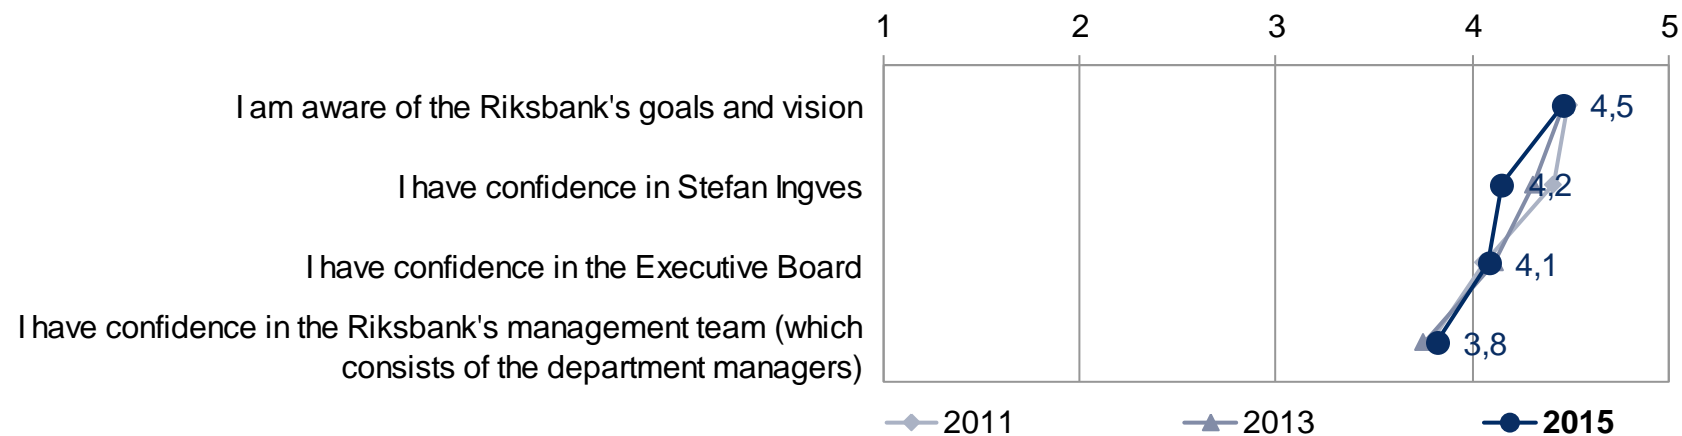 1 2 3 4 5
I am aware of the Riksbank's goals and vision 4,5
I have confidence in Stefan Ingves 4,2
I have confidence in the Executive Board 4,1
I have confidence in the Riksbank's management team (which
consists of the department managers) 3,8
2011 2013 2015